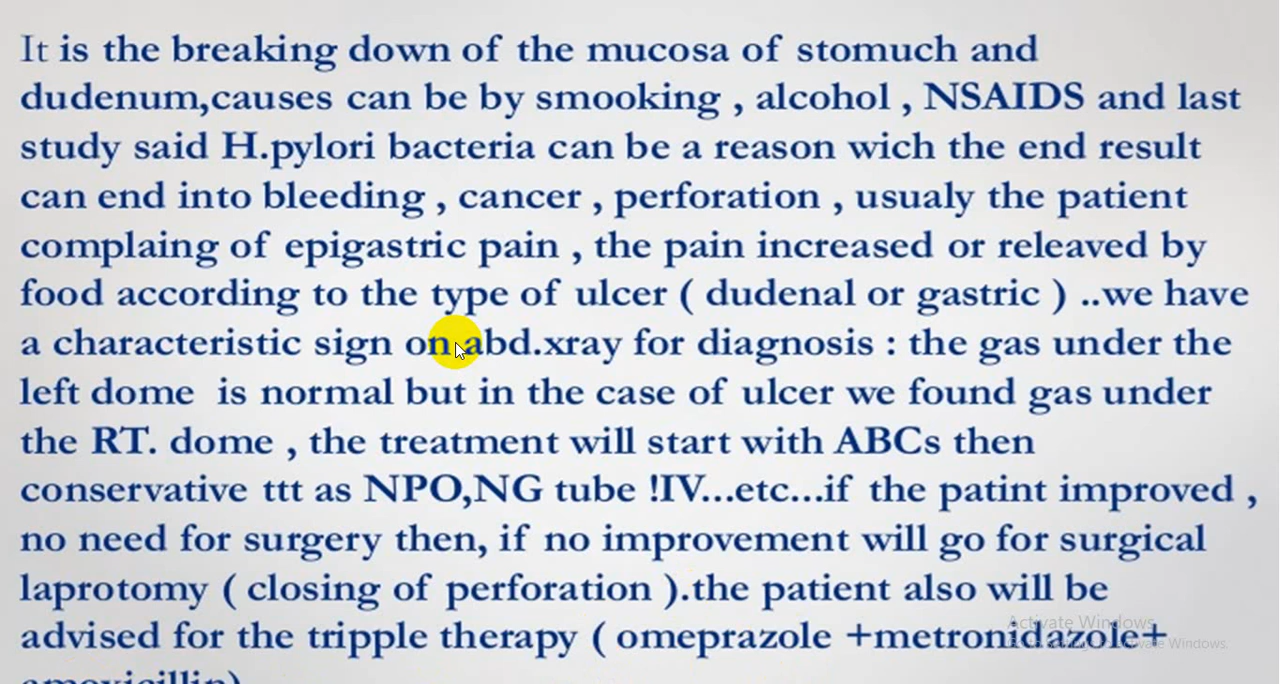 It is the breaking down of the mucosa of stomuch and
dudenum,causes can be by smooking , alcohol , NSAIDS and last
study said H.pylori bacteria can be a reason wich the end result
can end into bleeding , cancer , perforation , usualy the patient
complaing of epigastric pain , the pain increased or releaved by
food according to the type of ulcer ( dudenal or gastric ) ..we have
a characteristic sign on abd.xray for diagnosis : the gas under the
left dome is normal but in the case of ulcer we found gas under
the RT. dome , the treatment will start with ABCs then
conservative ttt as NPO,NG tube !IV...etc...if the patint improved ,
no need for surgery then, if no improvement will go for surgical
laprotomy ( closing of perforation ).the patient also will be
Activate Windows
advised for the tripple therapy ( omeprazole +metronidazole+
Go to Settings to activate Windows.
amoxicillin)